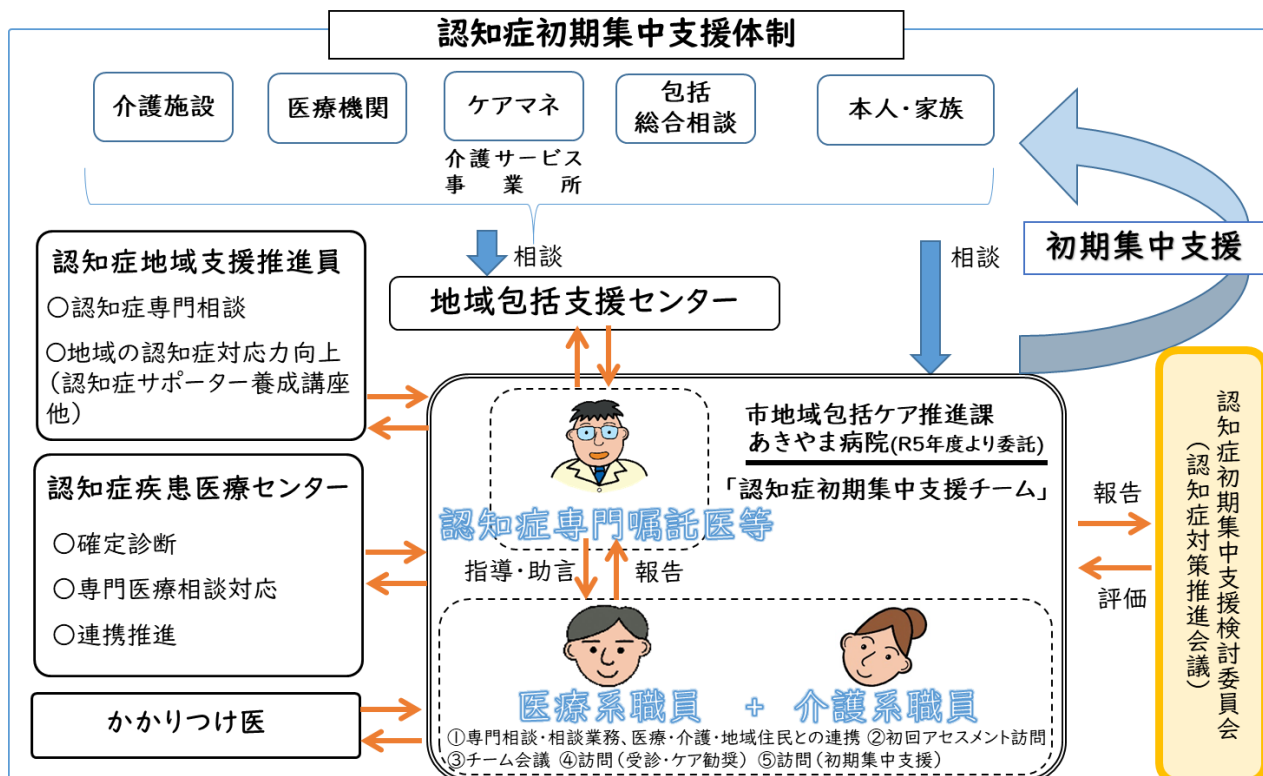 認知症初期集中支援体制
介護施設
医療機関
ケアマネ
包括
総合相談
本人・家族
介護サービス
事業所
相談
相談
初期集中支援
認知症地域支援推進員
○認知症専門相談
○地域の認知症対応力向上
(認知症サポーター養成講座
他)
地域包括支援センター
市地域包括ケア推進課
あきやま病院(R5年度より委託)
「認知症初期集中支援チーム」
認知症専門嘱託医等
指導・助言
報告
認知症疾患医療センター
○確定診断
○専門医療相談対応
○連携推進
かかりつけ医
医療系職員 + 介護系職員
①専門相談・相談業務、医療・介護・地域住民との連携 ②初回アセスメント訪問
③チーム会議 ④訪問(受診・ケア勧奨) ⑤訪問(初期集中支援)
報告
評価
認知症初期集中支援検討委員会
(認知症対策推進会議)